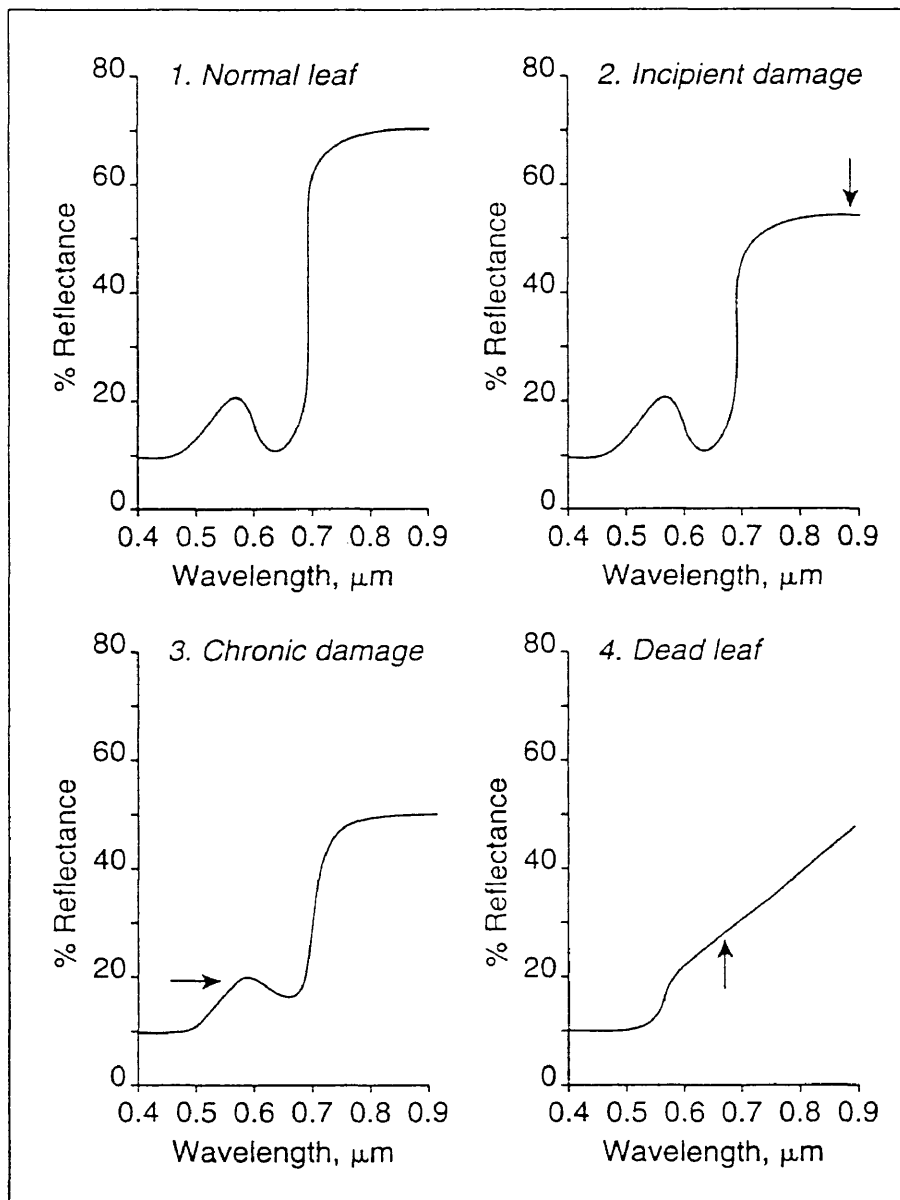 1. Normal leaf
80
60
40
20
0
% Reflectance
0.4 0.5 0.6 0.7 0.8 0.9
Wavelength, μm
2. Incipient damage
80
60
40
20
0
% Reflectance
0.4 0.5 0.6 0.7 0.8 0.9
Wavelength, μm
3. Chronic damage
80
60
40
20
0
% Reflectance
0.4 0.5 0.6 0.7 0.8 0.9
Wavelength, μm
4. Dead leaf
80
60
40
20
0
% Reflectance
0.4 0.5 0.6 0.7 0.8 0.9
Wavelength, μm